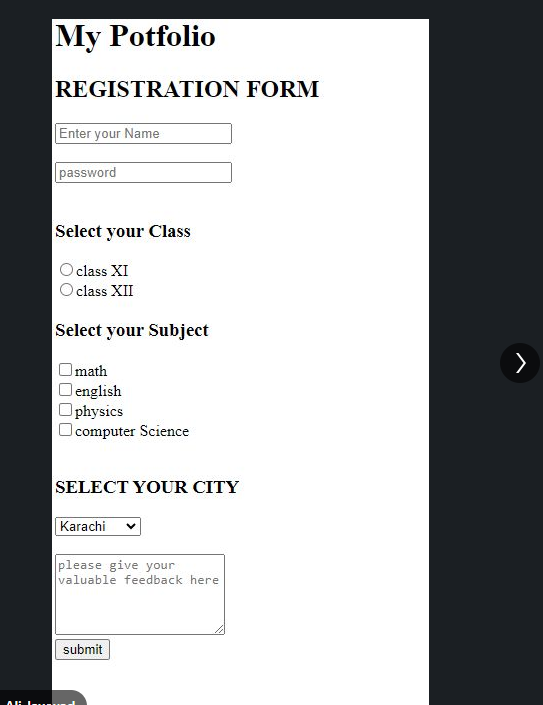 My Potfolio
REGISTRATION FORM
Enter your Name
password
Select your Class
class XI
class XII
Select your Subject
math
english
physics
computer Science
SELECT YOUR CITY
Karachi
please give your
valuable feedback here
submit
Ali